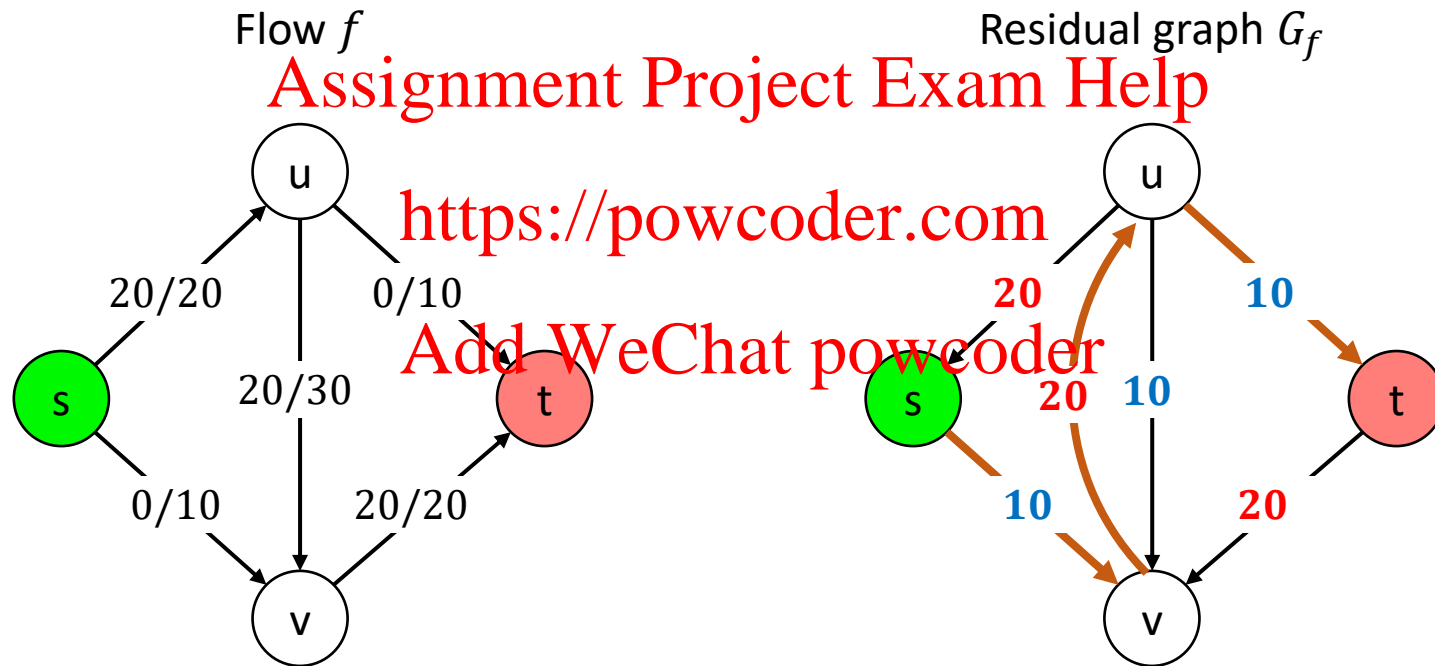 Flow f
Residual graph G_f
Assignment Project Exam Help
u
u
https://powcoder.com
20/20
0/10
20
10
Add WeChat powcoder
s
20/30
t
s
20
10
t
0/10
20/20
10
20
v
v